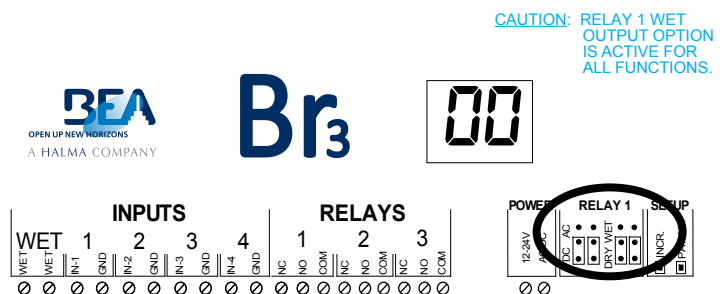 CAUTION: RELAY 1 WET
OUTPUT OPTION
IS ACTIVE FOR
ALL FUNCTIONS.
BEA
OPEN UP NEW HORIZONS
A HALMA COMPANY
Br3
00
INPUTS RELAYS POWER RELAY 1 SETUP
WET 1 2 3 4 1 2 3
WET WET IN-1 GND IN-2 GND IN-3 GND IN-4 GND NC NO COM NC NO COM NC NO COM 12-24V DC AC DRY WET INCR.